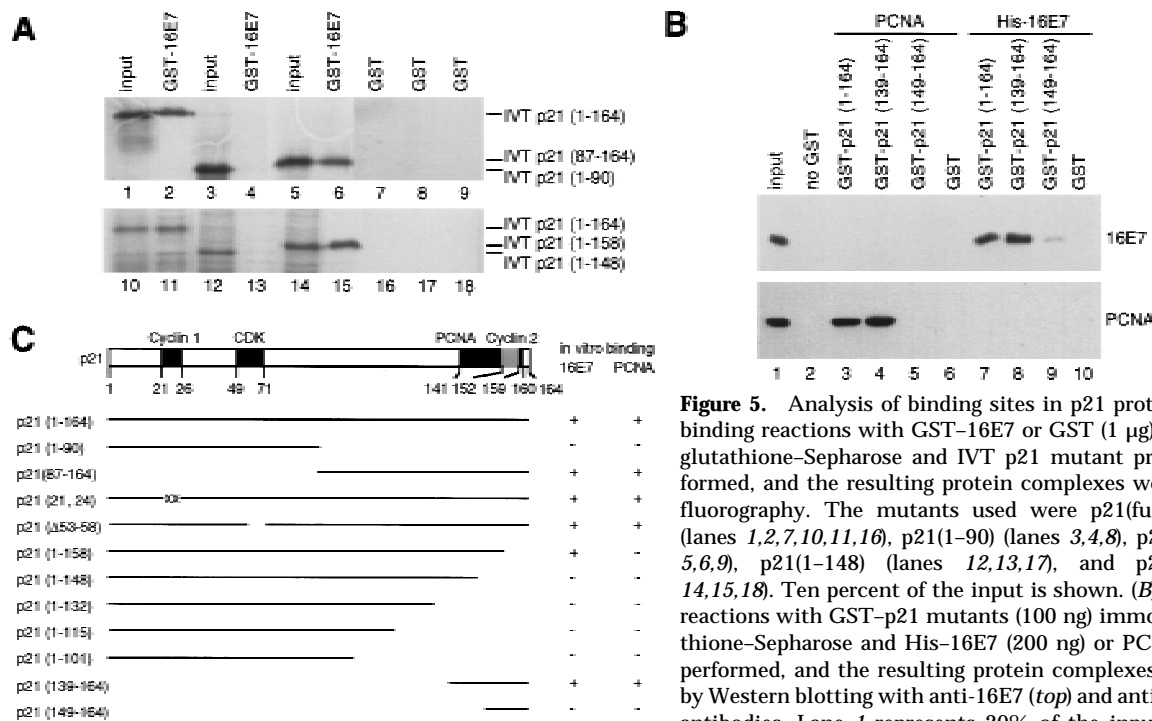 A
Input
GST-16E7
Input
GST-16E7
Input
GST-16E7
GST
GST
GST
IVT p21 (1-164)
IVT p21 (87-164)
IVT p21 (1-90)
1 2 3 4 5 6 7 8 9
IVT p21 (1-164)
IVT p21 (1-158)
IVT p21 (1-148)
10 11 12 13 14 15 16 17 18
B
PCNA His-16E7
Input
no GST
GST-p21 (1-164)
GST-p21 (139-164)
GST-p21 (149-164)
GST
GST-p21 (1-164)
GST-p21 (139-164)
GST-p21 (149-164)
GST
16E7
PCNA
1 2 3 4 5 6 7 8 9 10
C
Cyclin 1 CDK PCNA Cyclin 2
p21
in vitro binding
16E7 PCNA
1 21 26 49 71 141 152 159 160 164
p21 (1-164) + +
p21 (1-90) - -
p21(87-164) + +
p21 (21, 24) XX + +
p21 (Δ53-58) + +
p21 (1-158) + -
p21 (1-148) - -
p21 (1-132) - -
p21 (1-115) - -
p21 (1-101) - -
p21 (139-164) + +
p21 (149-164)
Figure 5. Analysis of binding sites in p21 prot
binding reactions with GST–16E7 or GST (1 µg)
glutathione–Sepharose and IVT p21 mutant pr
formed, and the resulting protein complexes w
fluorography. The mutants used were p21(fu
(lanes 1,2,7,10,11,16), p21(1–90) (lanes 3,4,8), p2
5,6,9), p21(1–148) (lanes 12,13,17), and p2
14,15,18). Ten percent of the input is shown. (B
reactions with GST–p21 mutants (100 ng) immo
thione–Sepharose and His–16E7 (200 ng) or PC
performed, and the resulting protein complexes
by Western blotting with anti-16E7 (top) and anti
antibodies. Lane 1 represents 20% of the input